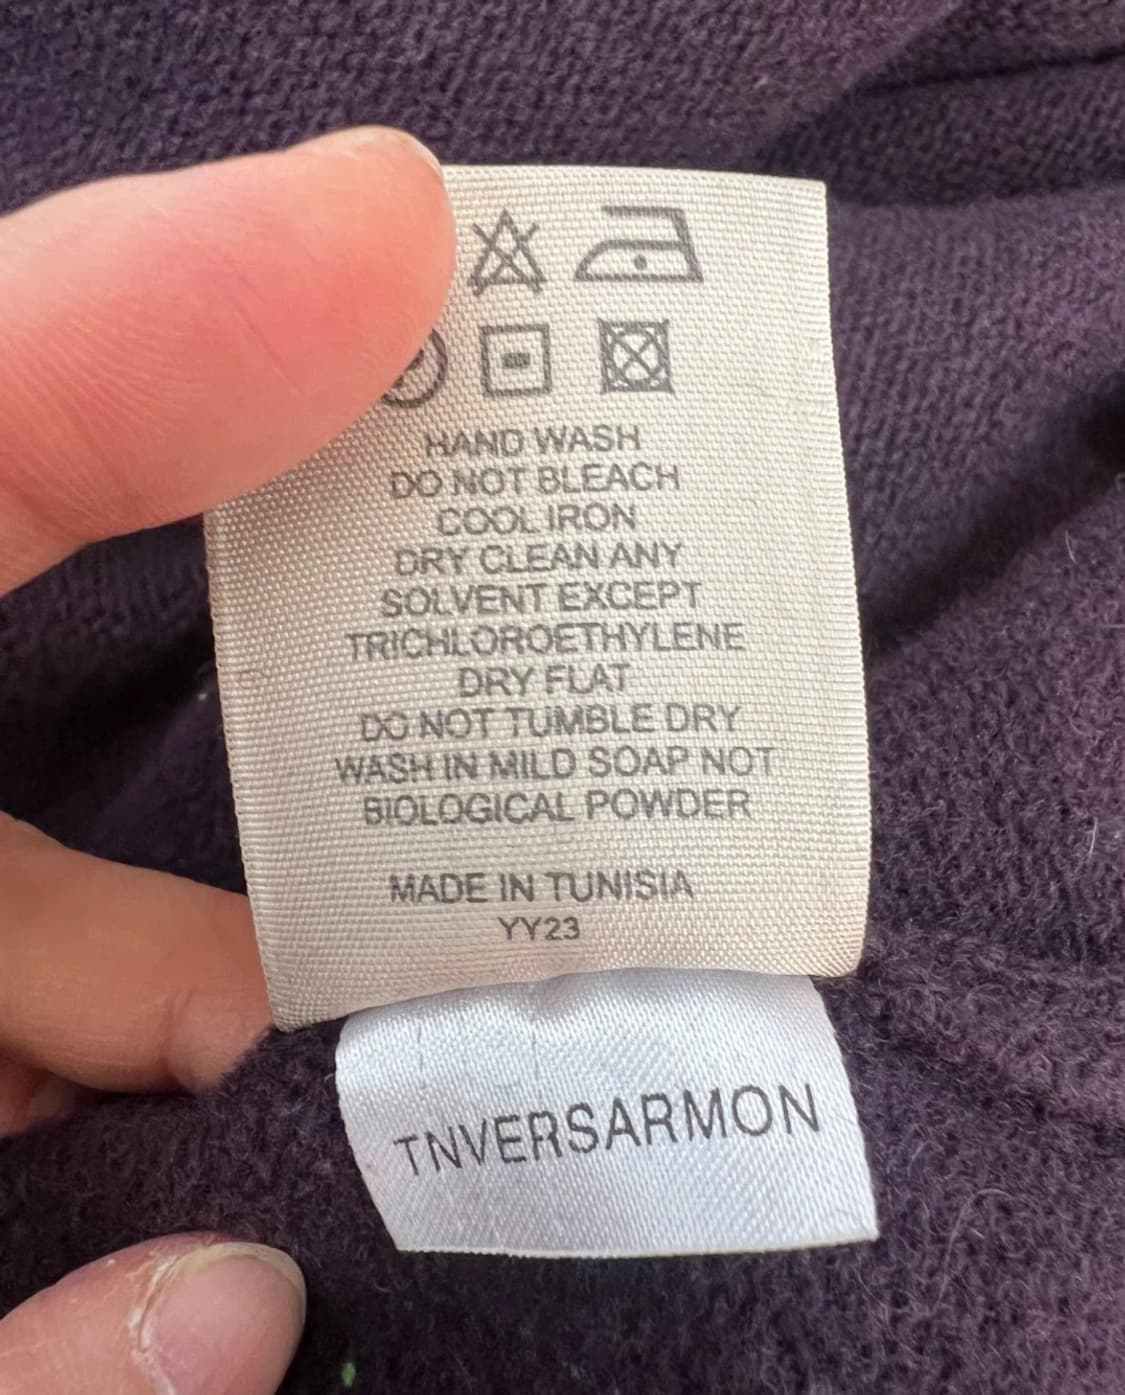 HAND WASH
DO NOT BLEACH
COOL IRON
DRY CLEAN ANY
SOLVENT EXCEPT
TRICHLOROETHYLENE
DRY FLAT
DO NOT TUMBLE DRY
WASH IN MILD SOAP NOT
BIOLOGICAL POWDER
MADE IN TUNISIA
YY23
TNVERSARMON